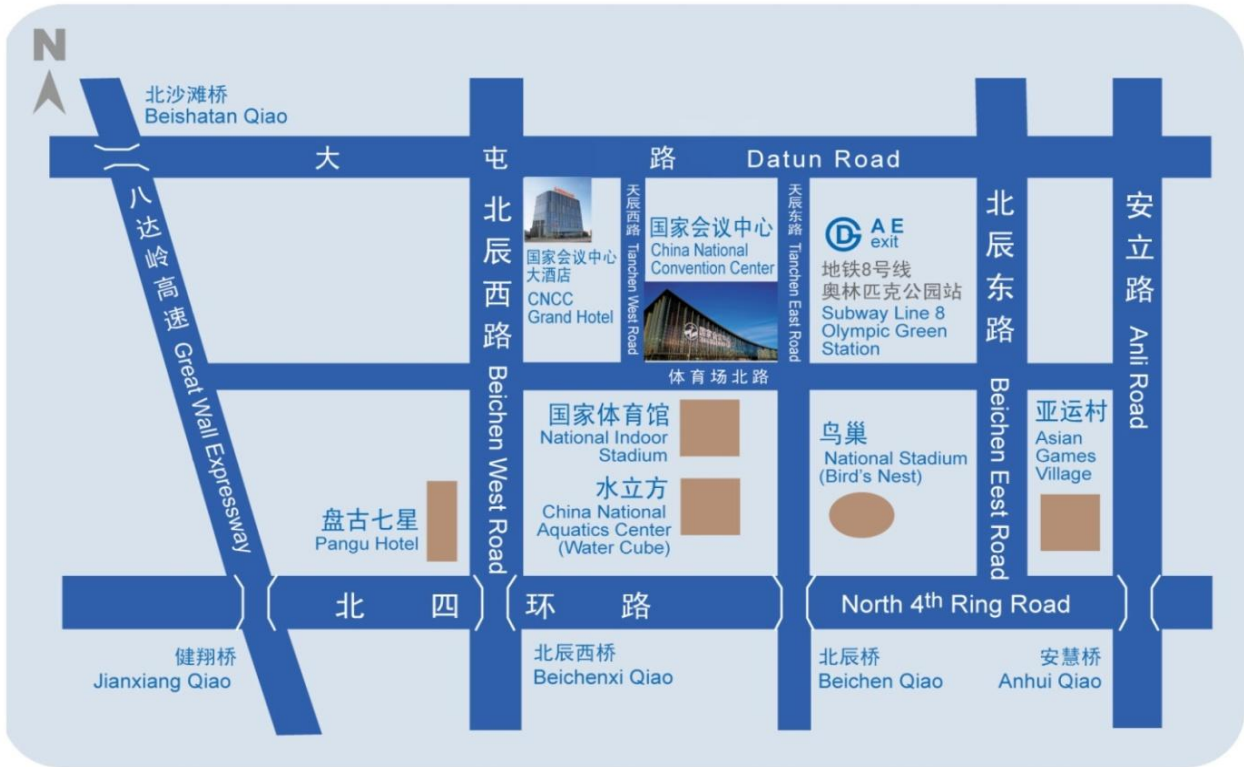 N
北沙滩桥
Beishatan Qiao
大屯路 Datun Road
八达岭高速 Great Wall Expressway
北辰西路 Beichen West Road
国家会议中心
大酒店
CNCC
Grand Hotel
天辰西路 Tianchen West Road
国家会议中心
China National
Convention Center
天辰东路 Tianchen East Road
A E
exit
地铁8号线
奥林匹克公园站
Subway Line 8
Olympic Green
Station
北辰东路 Beichen Eest Road
安立路 Anli Road
体育场北路
国家体育馆
National Indoor
Stadium
水立方
China National
Aquatics Center
(Water Cube)
盘古七星
Pangu Hotel
鸟巢
National Stadium
(Bird's Nest)
亚运村
Asian
Games
Village
北四环路 North 4th Ring Road
健翔桥
Jianxiang Qiao
北辰西桥
Beichenxi Qiao
北辰桥
Beichen Qiao
安慧桥
Anhui Qiao